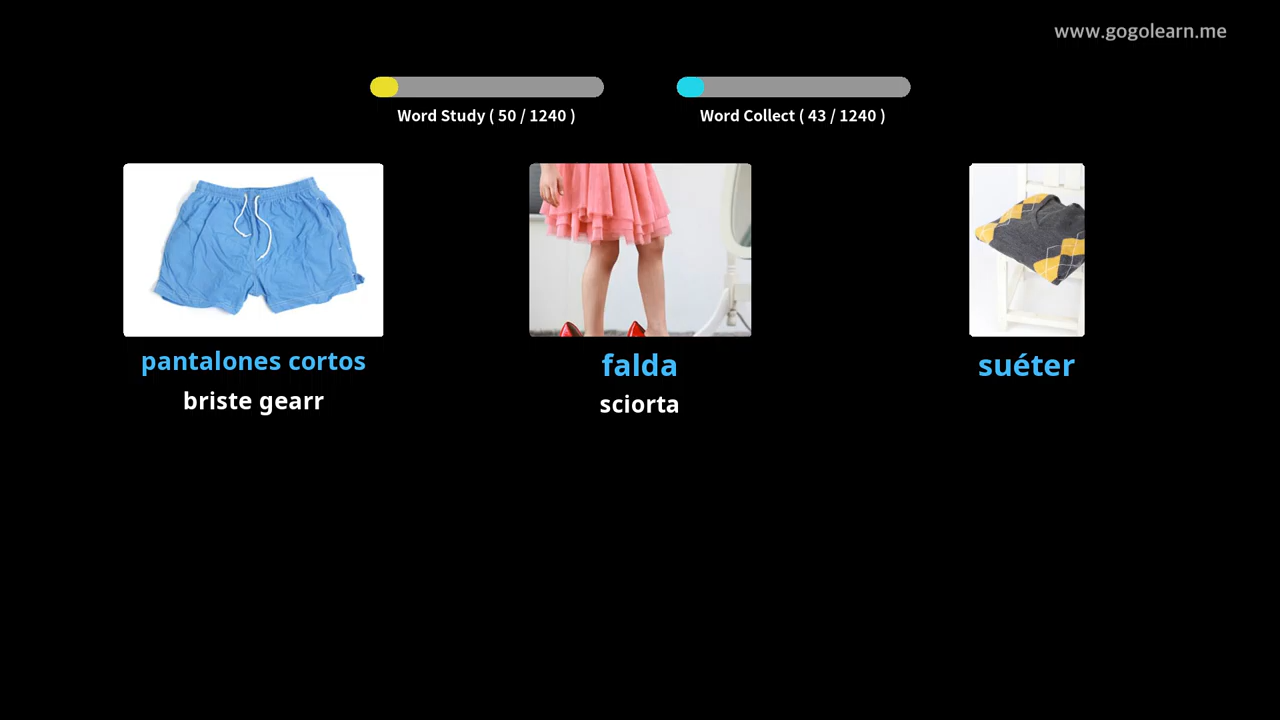 www.gogolearn.me
Word Study ( 50 / 1240 )
Word Collect ( 43 / 1240 )
pantalones cortos
briste gearr
falda
sciorta
suéter